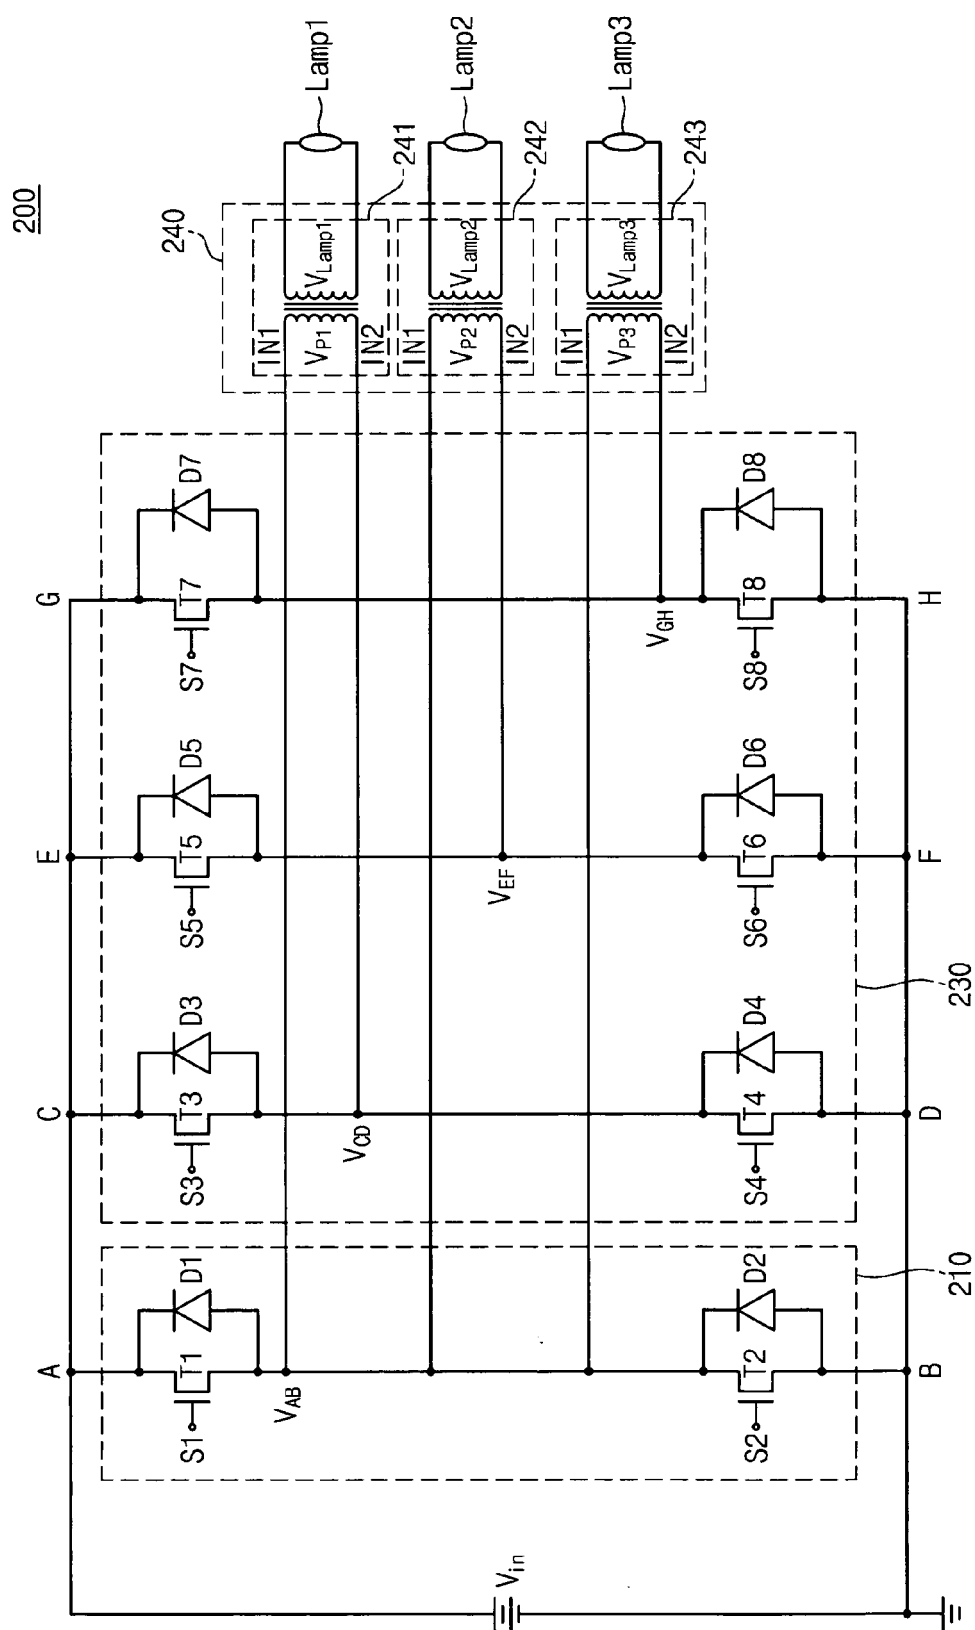 200
240
Lamp1
241
Lamp2
242
Lamp3
243
IN1
VP1
VLamp1
IN2
IN1
VP2
VLamp2
IN2
IN1
VP3
VLamp3
IN2
A
C
E
G
S1
T1
D1
S3
T3
D3
S5
T5
D5
S7
T7
D7
VAB
VCD
VEF
VGH
Vin
S2
T2
D2
S4
T4
D4
S6
T6
D6
S8
T8
D8
B
D
F
H
210
230